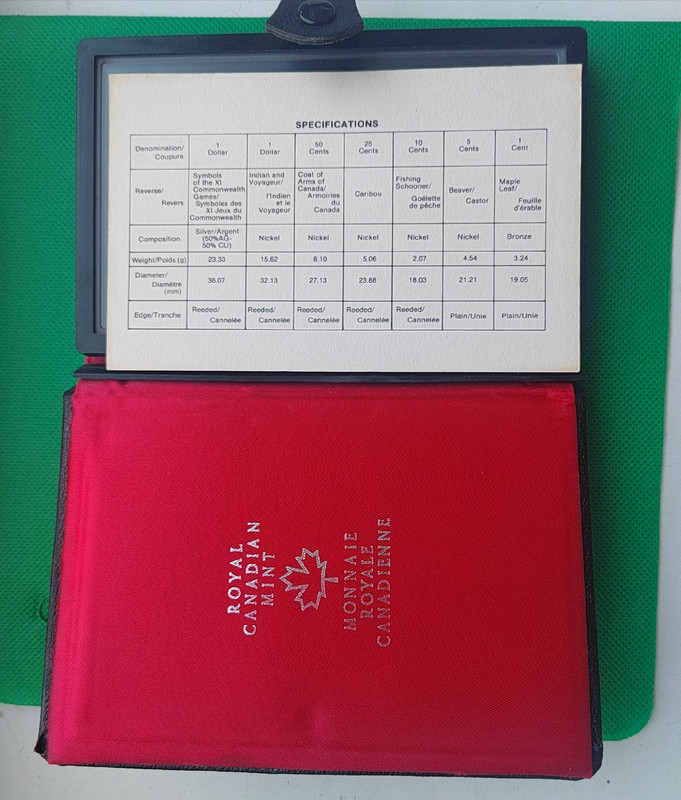 SPECIFICATIONS
Denomination/ Coupure 1 Dollar 1 Dollar 50 Cents 25 Cents 10 Cents 5 Cents 1 Cent
Reverse/ Revers Symbols of the XI Commonwealth Games/ Symboles des XI Jeux du Commonwealth Indian and Voyageur/ l'Indien et le Voyageur Coat of Arms of Canada/ Armoiries du Canada Caribou Fishing Schooner/ Goélette de pêche Beaver/ Castor Maple Leaf/ Feuille d'érable
Composition Silver/Argent (50%AG- 50% CU) Nickel Nickel Nickel Nickel Nickel Bronze
Weight/Poids (g) 23.33 15.62 8.10 5.06 2.07 4.54 3.24
Diameter/ Diamètre (mm) 36.07 32.13 27.13 23.88 18.03 21.21 19.05
Edge/Tranche Reeded/ Cannelée Reeded/ Cannelée Reeded/ Cannelée Reeded/ Cannelée Reeded/ Cannelée Plain/Unie Plain/Unie
ROYAL
CANADIAN
MINT
MONNAIE
ROYALE
CANADIENNE